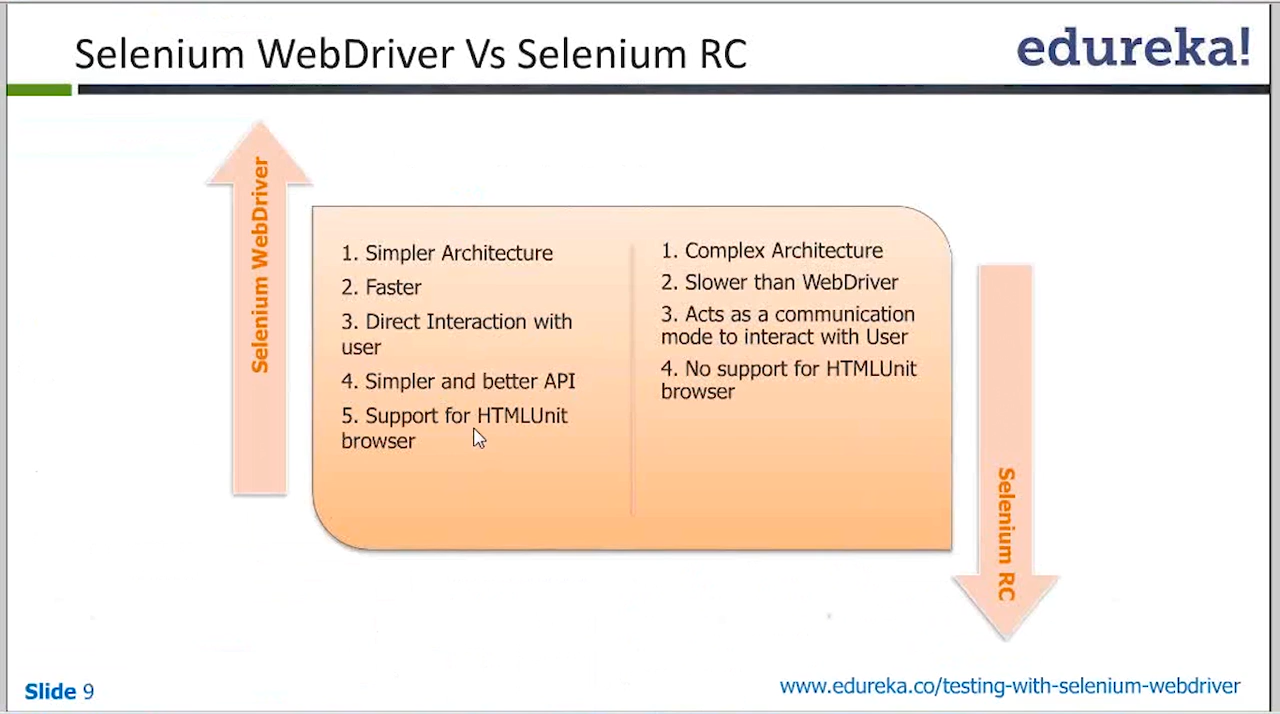 Selenium WebDriver Vs Selenium RC
edureka!
Selenium WebDriver
1. Simpler Architecture
2. Faster
3. Direct Interaction with
user
4. Simpler and better API
5. Support for HTMLUnit
browser
1. Complex Architecture
2. Slower than WebDriver
3. Acts as a communication
mode to interact with User
4. No support for HTMLUnit
browser
Selenium RC
Slide 9
www.edureka.co/testing-with-selenium-webdriver